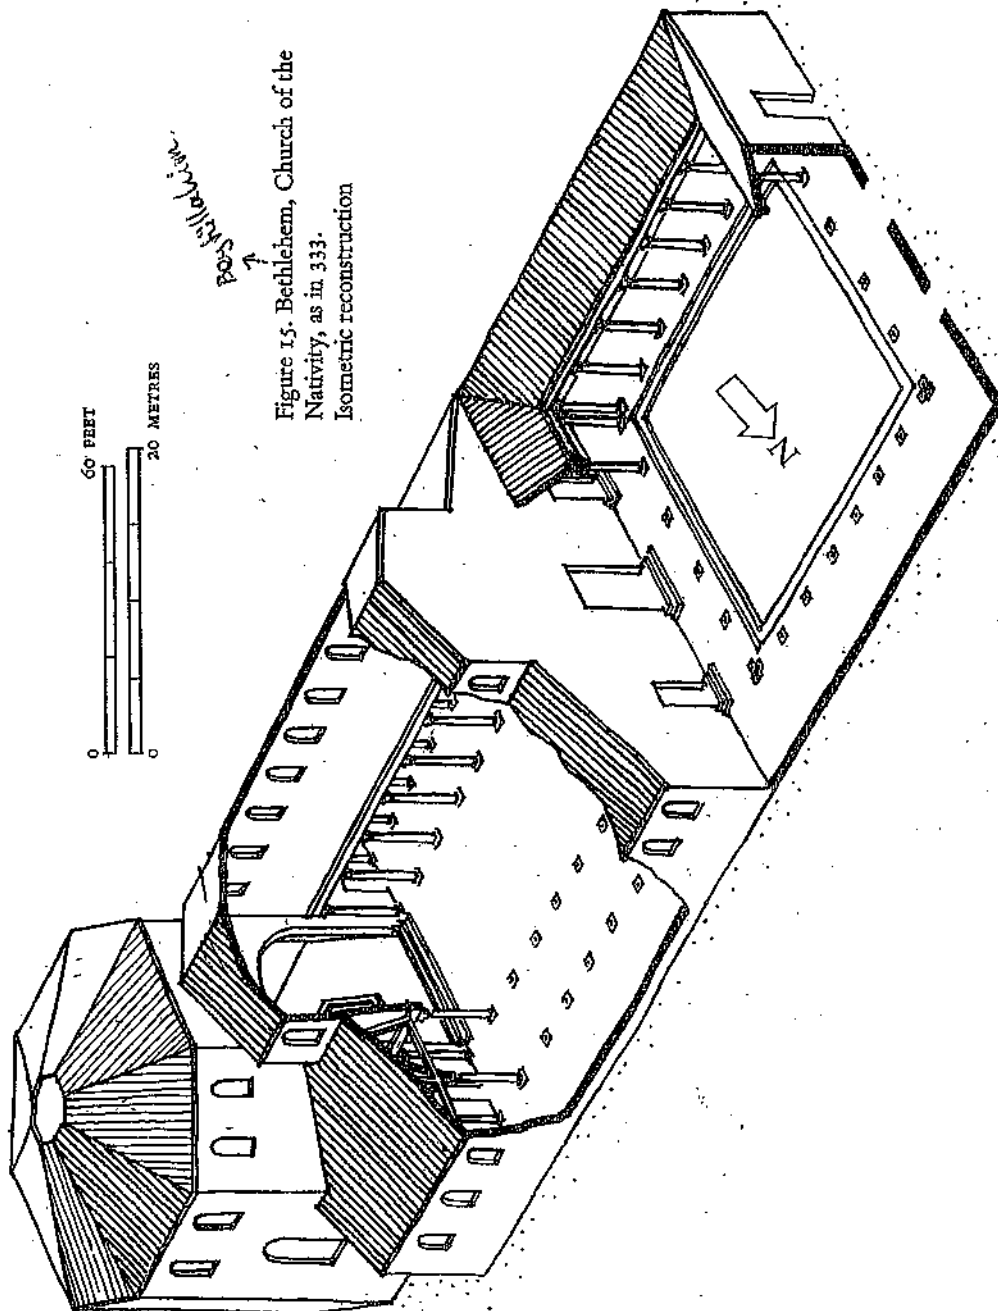 0
60 FEET
0
20 METRES
Figure 15. Bethlehem, Church of the
Nativity, as in 333.
Isometric reconstruction
N